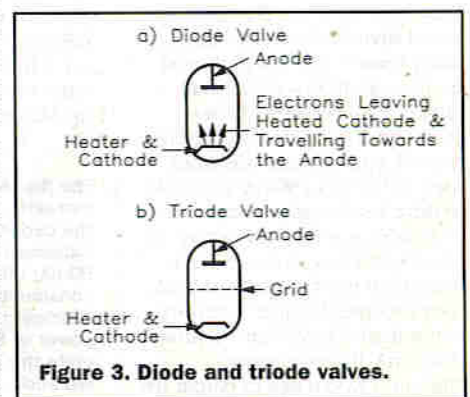 a) Diode Valve
Anode
Electrons Leaving
Heated Cathode &
Travelling Towards
the Anode
Heater &
Cathode
b) Triode Valve
Anode
Grid
Heater &
Cathode
Figure 3. Diode and triode valves.